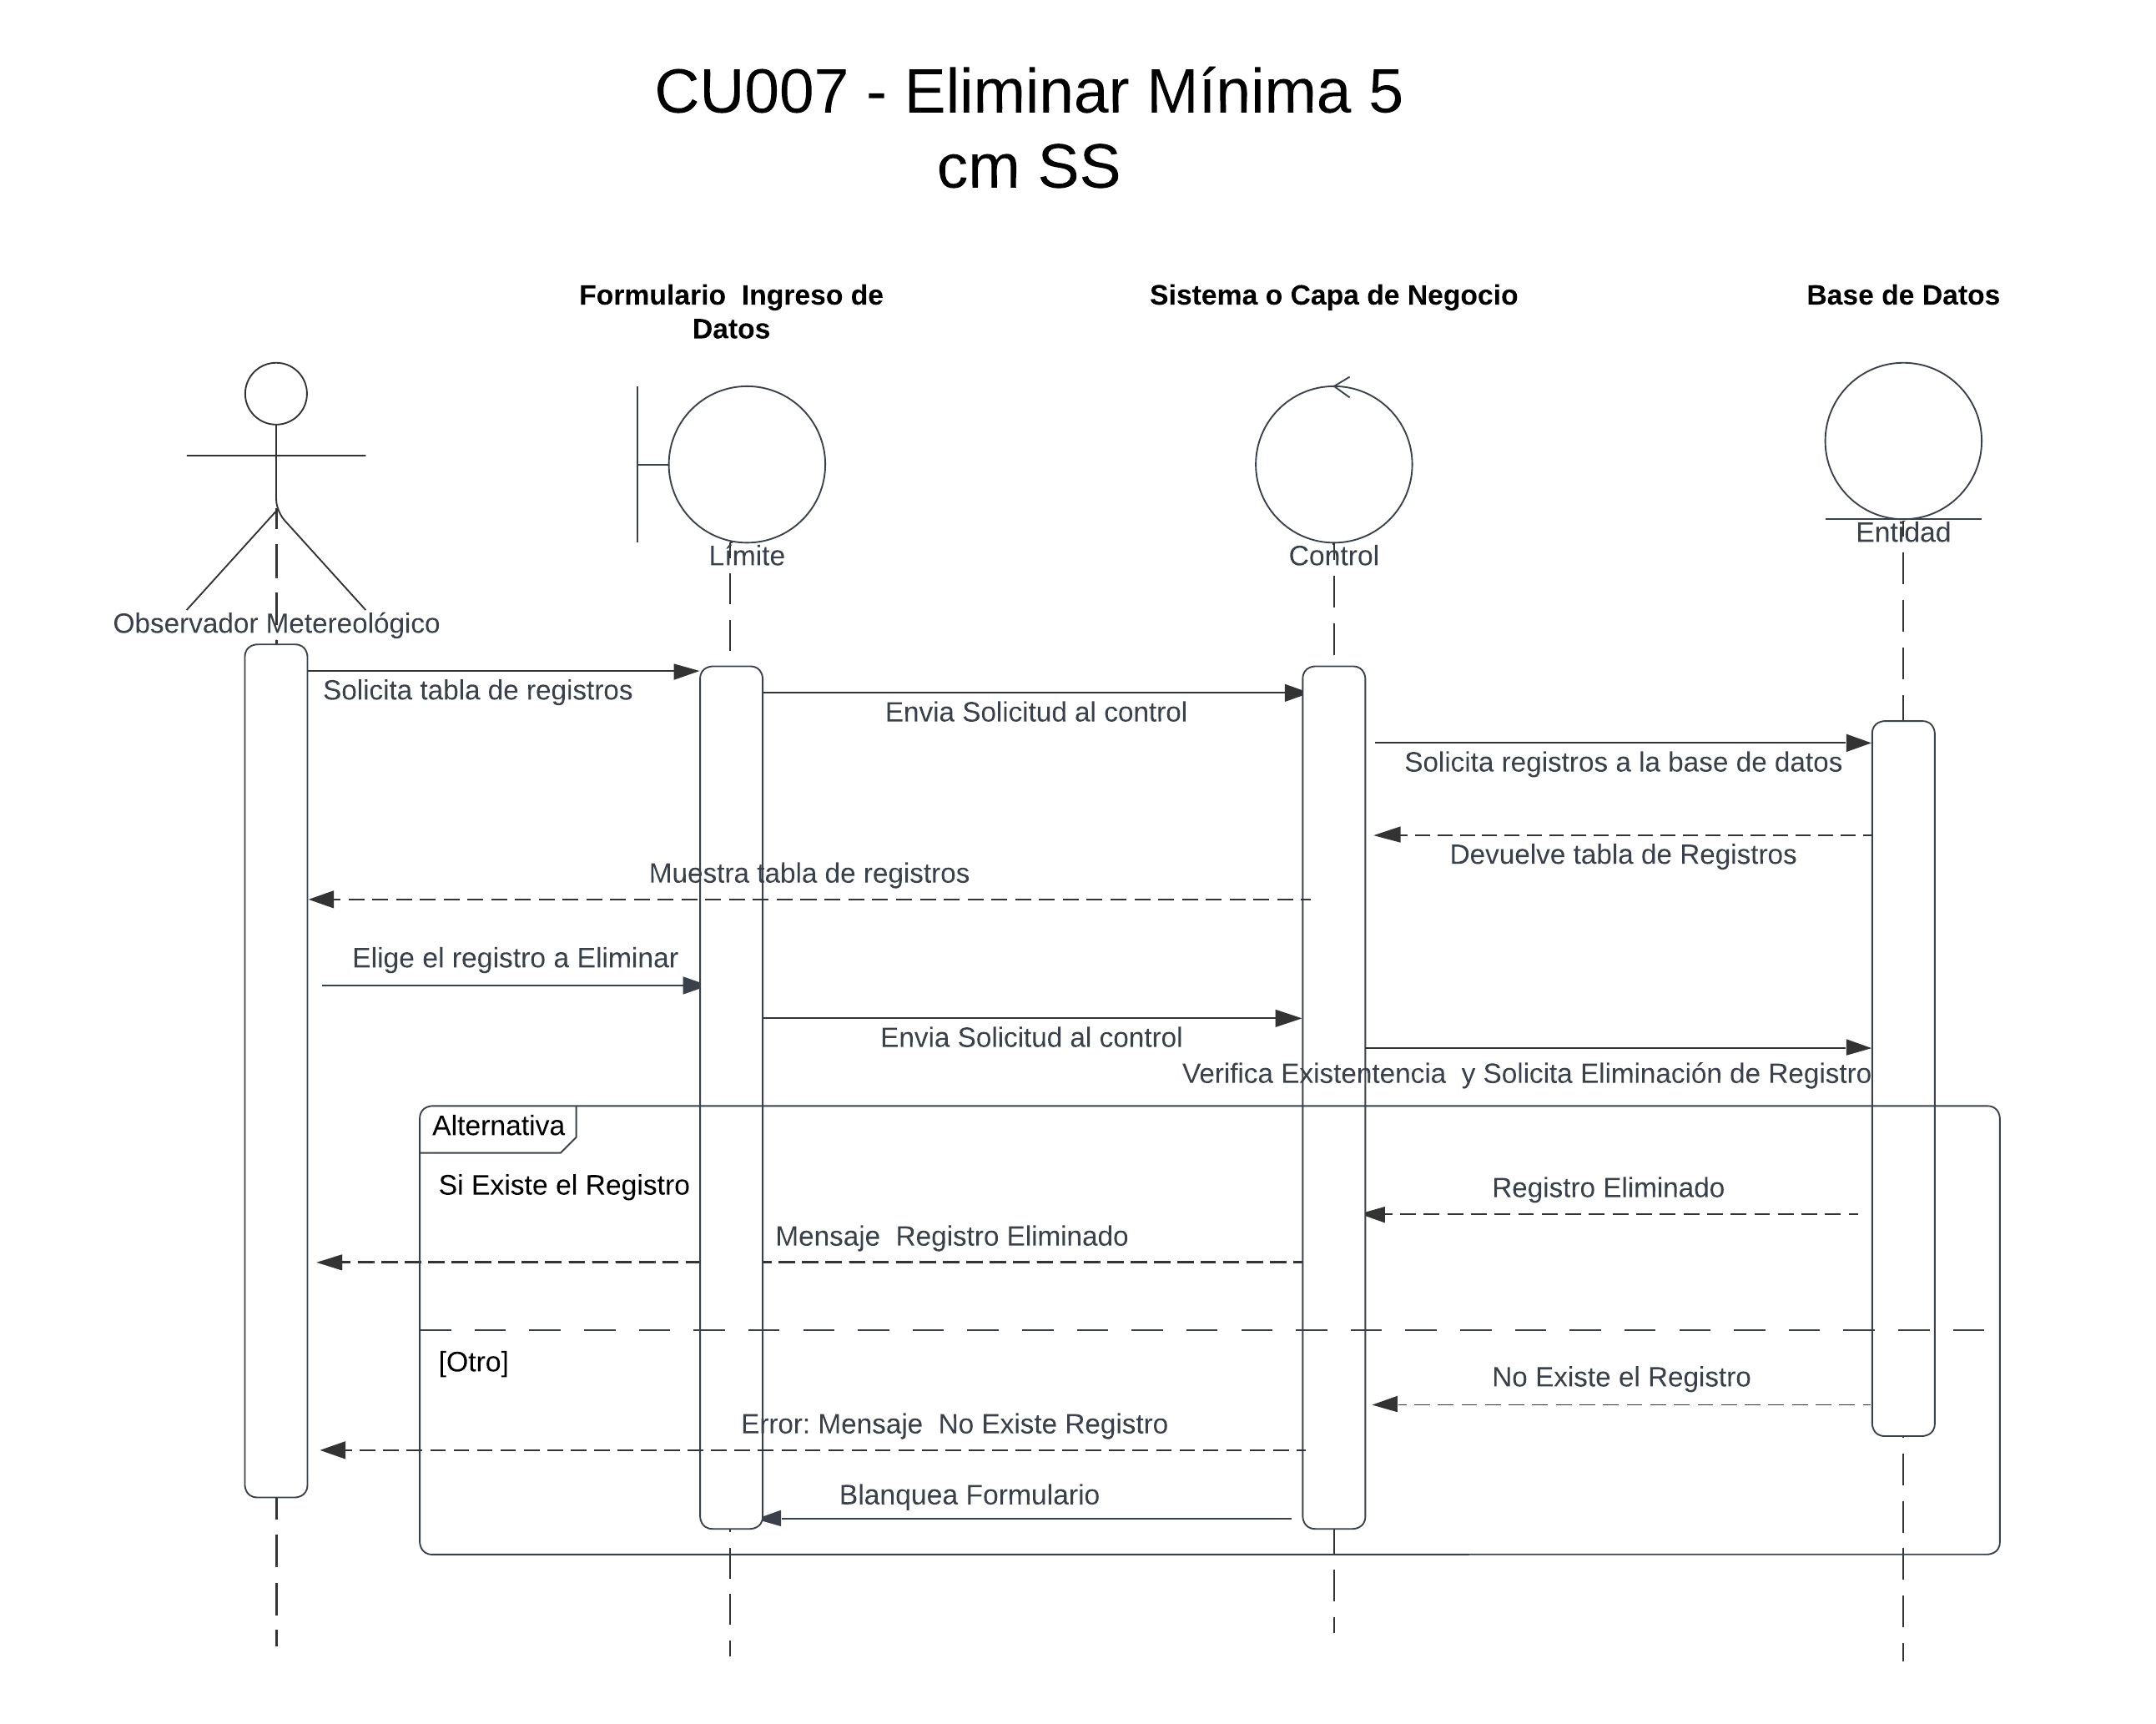 CU007 - Eliminar Mínima 5
cm SS
Formulario  Ingreso de
Datos
Sistema o Capa de Negocio
Base de Datos
Entidad
Límite
Control
Observador Metereológico
Solicita tabla de registros
Envia Solicitud al control
Solicita registros a la base de datos
Devuelve tabla de Registros
Muestra tabla de registros
Elige el registro a Eliminar
Envia Solicitud al control
Verifica Existentencia  y Solicita Eliminación de Registro
Alternativa
Si Existe el Registro
Registro Eliminado
Mensaje  Registro Eliminado
[Otro]
No Existe el Registro
Error: Mensaje  No Existe Registro
Blanquea Formulario